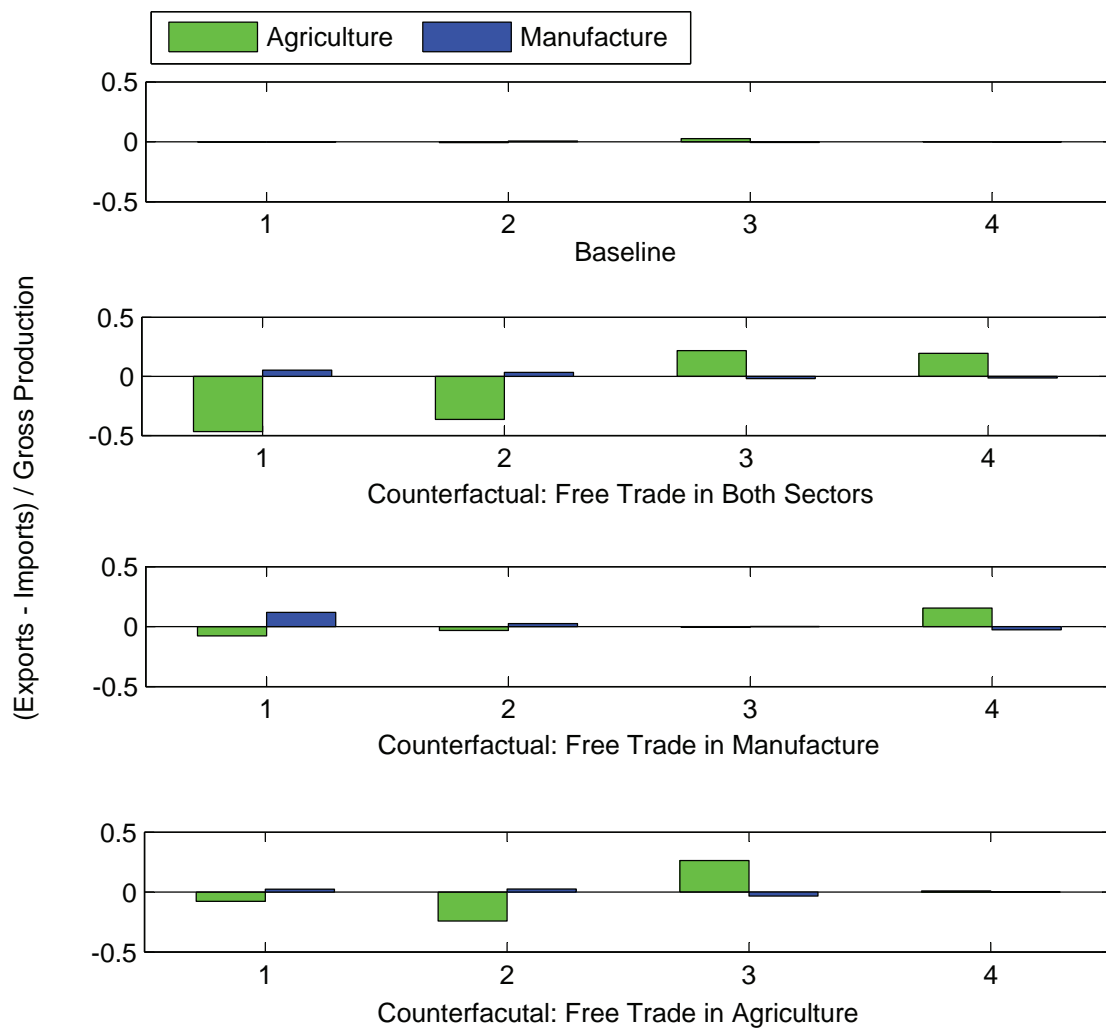 Agriculture Manufacture
(Exports - Imports) / Gross Production
0.5
0
-0.5
1 2 3 4
Baseline
0.5
0
-0.5
1 2 3 4
Counterfactual: Free Trade in Both Sectors
0.5
0
-0.5
1 2 3 4
Counterfactual: Free Trade in Manufacture
0.5
0
-0.5
1 2 3 4
Counterfacutal: Free Trade in Agriculture